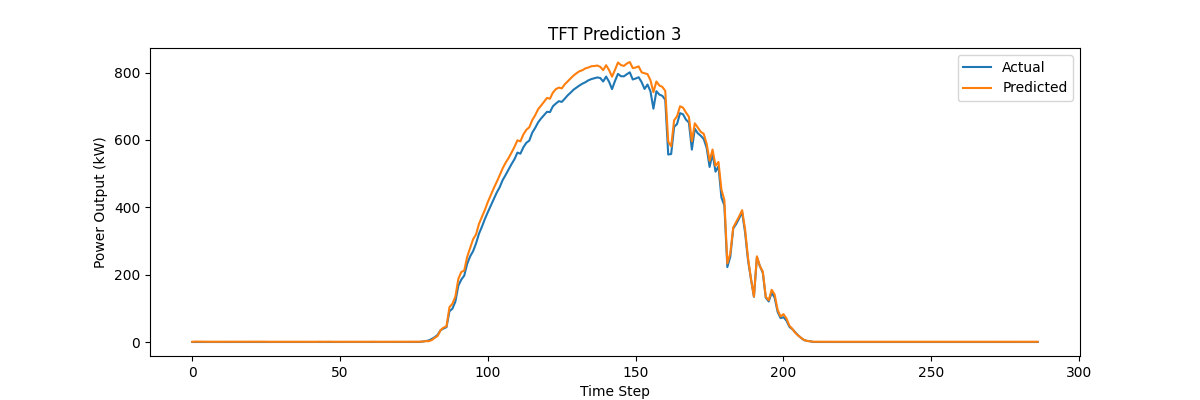 TFT Prediction 3
Actual
Predicted
800
600
400
200
0
Power Output (kW)
0 50 100 150 200 250 300
Time Step